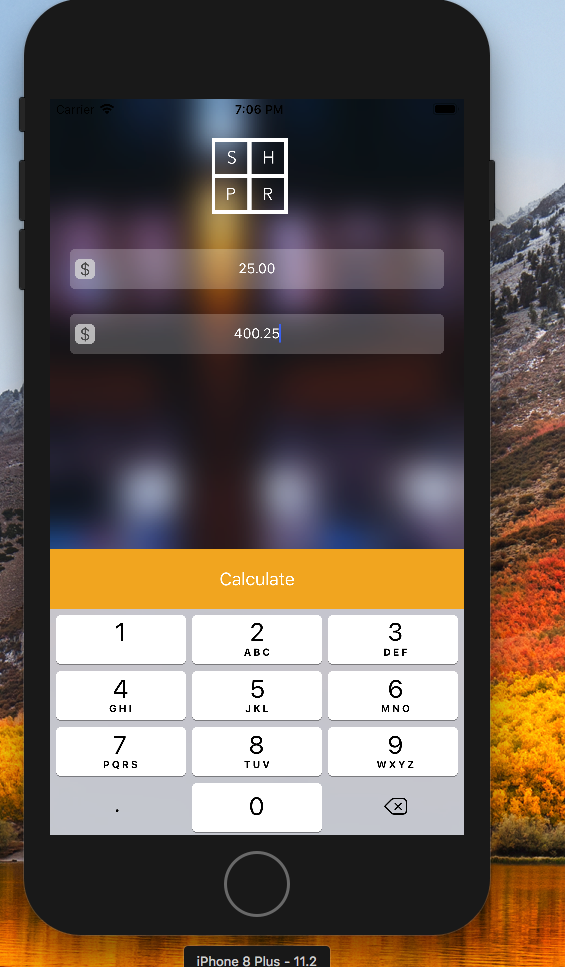 Carrier 7:06 PM
S H
P R
$ 25.00
$ 400.25
Calculate
1 2 3
ABC DEF
4 5 6
GHI JKL MNO
7 8 9
PQRS TUV WXYZ
. 0
iPhone 8 Plus - 11.2